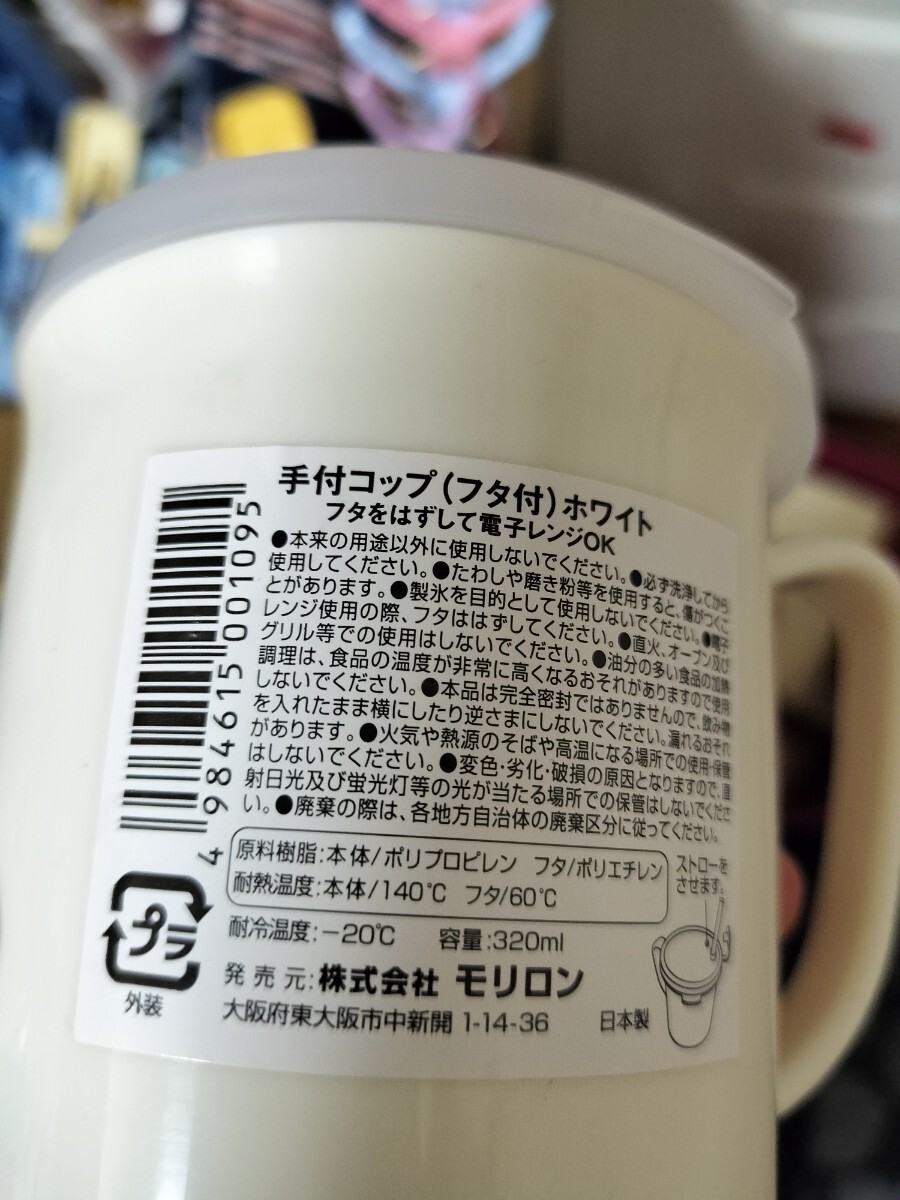 手付コップ(フタ付)ホワイト
フタをはずして電子レンジOK
●本来の用途以外に使用しないでください。●必ず洗浄してから
使用してください。●たわしや磨き粉等を使用すると、傷がつくこ
とがあります。●製氷を目的として使用しないでください。●電子
レンジ使用の際、フタははずしてください。●直火、オーブン及び
グリル等での使用はしないでください。●油分の多い食品の加熱
調理は、食品の温度が非常に高くなるおそれがありますので使用
しないでください。●本品は完全密封ではありませんので、飲み物
を入れたまま横にしたり逆さまにしないでください。漏れるおそれ
があります。●火気や熱源のそばや高温になる場所での使用・保管
はしないでください。●変色・劣化・破損の原因となりますので、直
射日光及び蛍光灯等の光が当たる場所での保管はしないでくださ
い。●廃棄の際は、各地方自治体の廃棄区分に従ってください。
原料樹脂:本体/ポリプロピレン フタ/ポリエチレン
耐熱温度:本体/140℃ フタ/60℃
ストローを
させます。
耐冷温度:-20℃ 容量:320ml
発売元:株式会社 モリロン
大阪府東大阪市中新開 1-14-36 日本製
4 984615 001095
プラ
外装